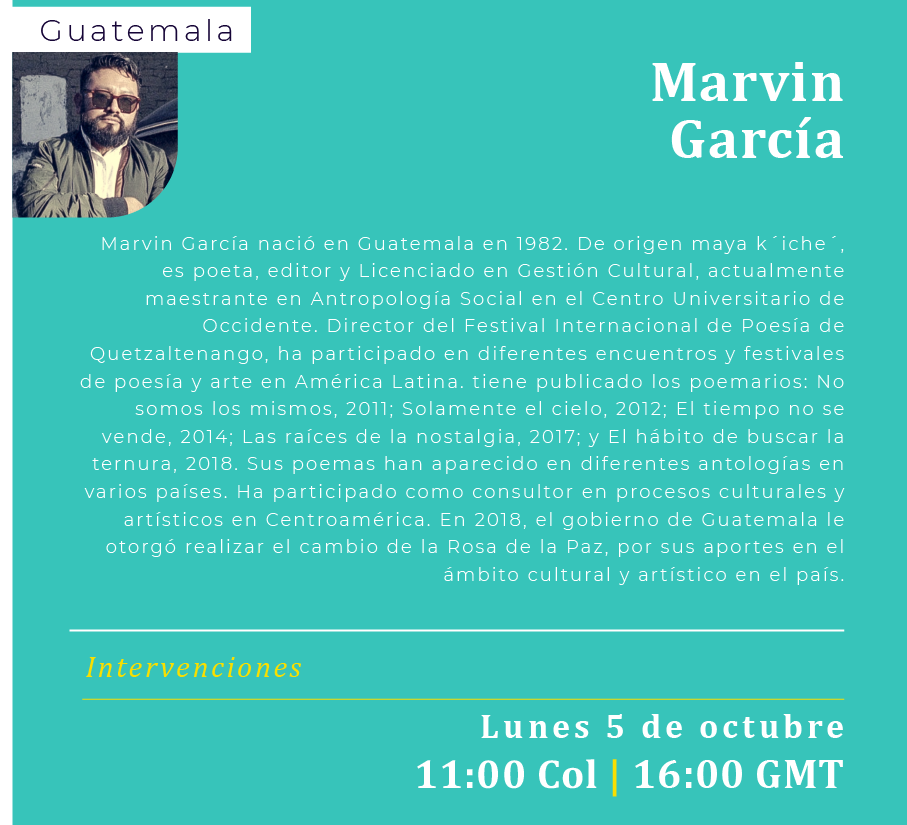 Guatemala
Marvin
García
Marvin García nació en Guatemala en 1982. De origen maya k´iche´,
es poeta, editor y Licenciado en Gestión Cultural, actualmente
maestrante en Antropología Social en el Centro Universitario de
Occidente. Director del Festival Internacional de Poesía de
Quetzaltenango, ha participado en diferentes encuentros y festivales
de poesía y arte en América Latina. tiene publicado los poemarios: No
somos los mismos, 2011; Solamente el cielo, 2012; El tiempo no se
vende, 2014; Las raíces de la nostalgia, 2017; y El hábito de buscar la
ternura, 2018. Sus poemas han aparecido en diferentes antologías en
varios países. Ha participado como consultor en procesos culturales y
artísticos en Centroamérica. En 2018, el gobierno de Guatemala le
otorgó realizar el cambio de la Rosa de la Paz, por sus aportes en el
ámbito cultural y artístico en el país.
Intervenciones
Lunes 5 de octubre
11:00 Col | 16:00 GMT